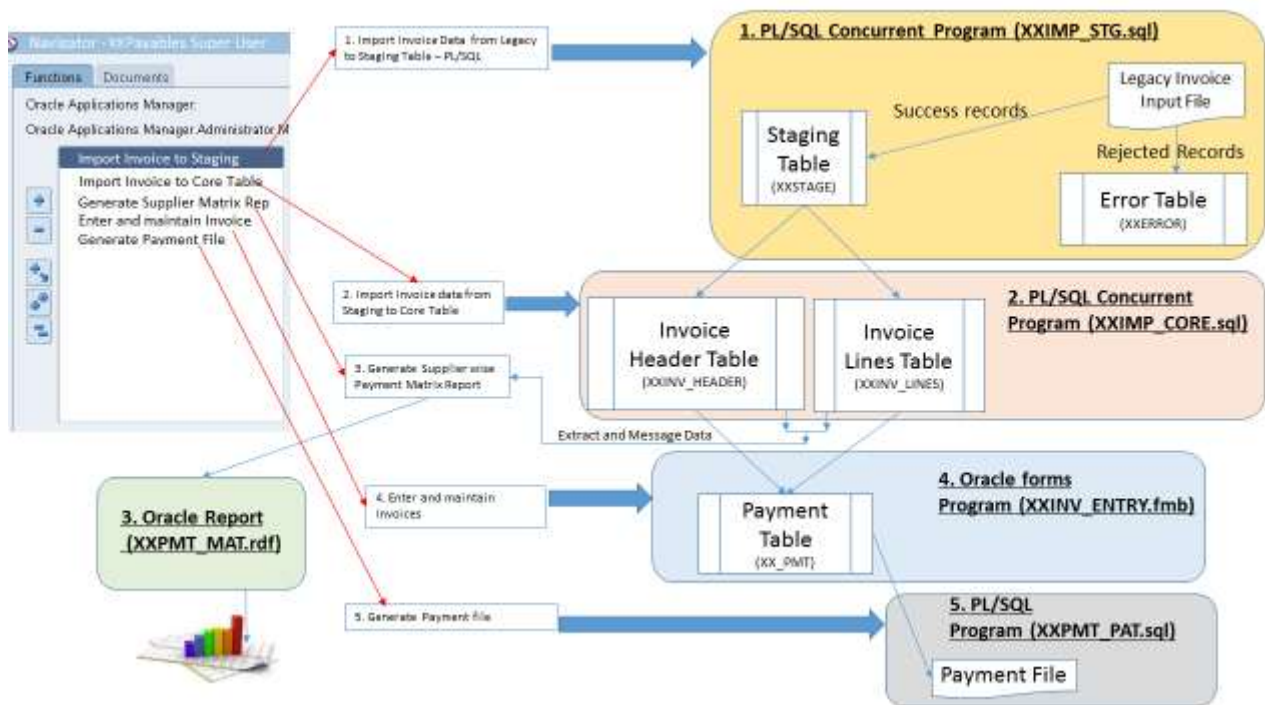 Navigator - XXPayables Super User
Functions Documents
Oracle Applications Manager:
Oracle Applications Manager:Administrator M
Import Invoice to Staging
Import Invoice to Core Table
Generate Supplier Matrix Rep
Enter and maintain Invoice
Generate Payment File
1. Import Invoice Data from Legacy
to Staging Table – PL/SQL
1. PL/SQL Concurrent Program (XXIMP_STG.sql)
Legacy Invoice
Input File
Success records
Rejected Records
Staging
Table
(XXSTAGE)
Error Table
(XXERROR)
2. Import Invoice data from
Staging to Core Table
2. PL/SQL Concurrent
Program (XXIMP_CORE.sql)
Invoice
Header Table
(XXINV_HEADER)
Invoice
Lines Table
(XXINV_LINES)
3. Generate Supplier wise
Payment Matrix Report
Extract and Message Data
3. Oracle Report
(XXPMT_MAT.rdf)
4. Enter and maintain
Invoices
4. Oracle forms
Program (XXINV_ENTRY.fmb)
Payment
Table
(XX_PMT)
5. Generate Payment file
5. PL/SQL
Program (XXPMT_PAT.sql)
Payment File